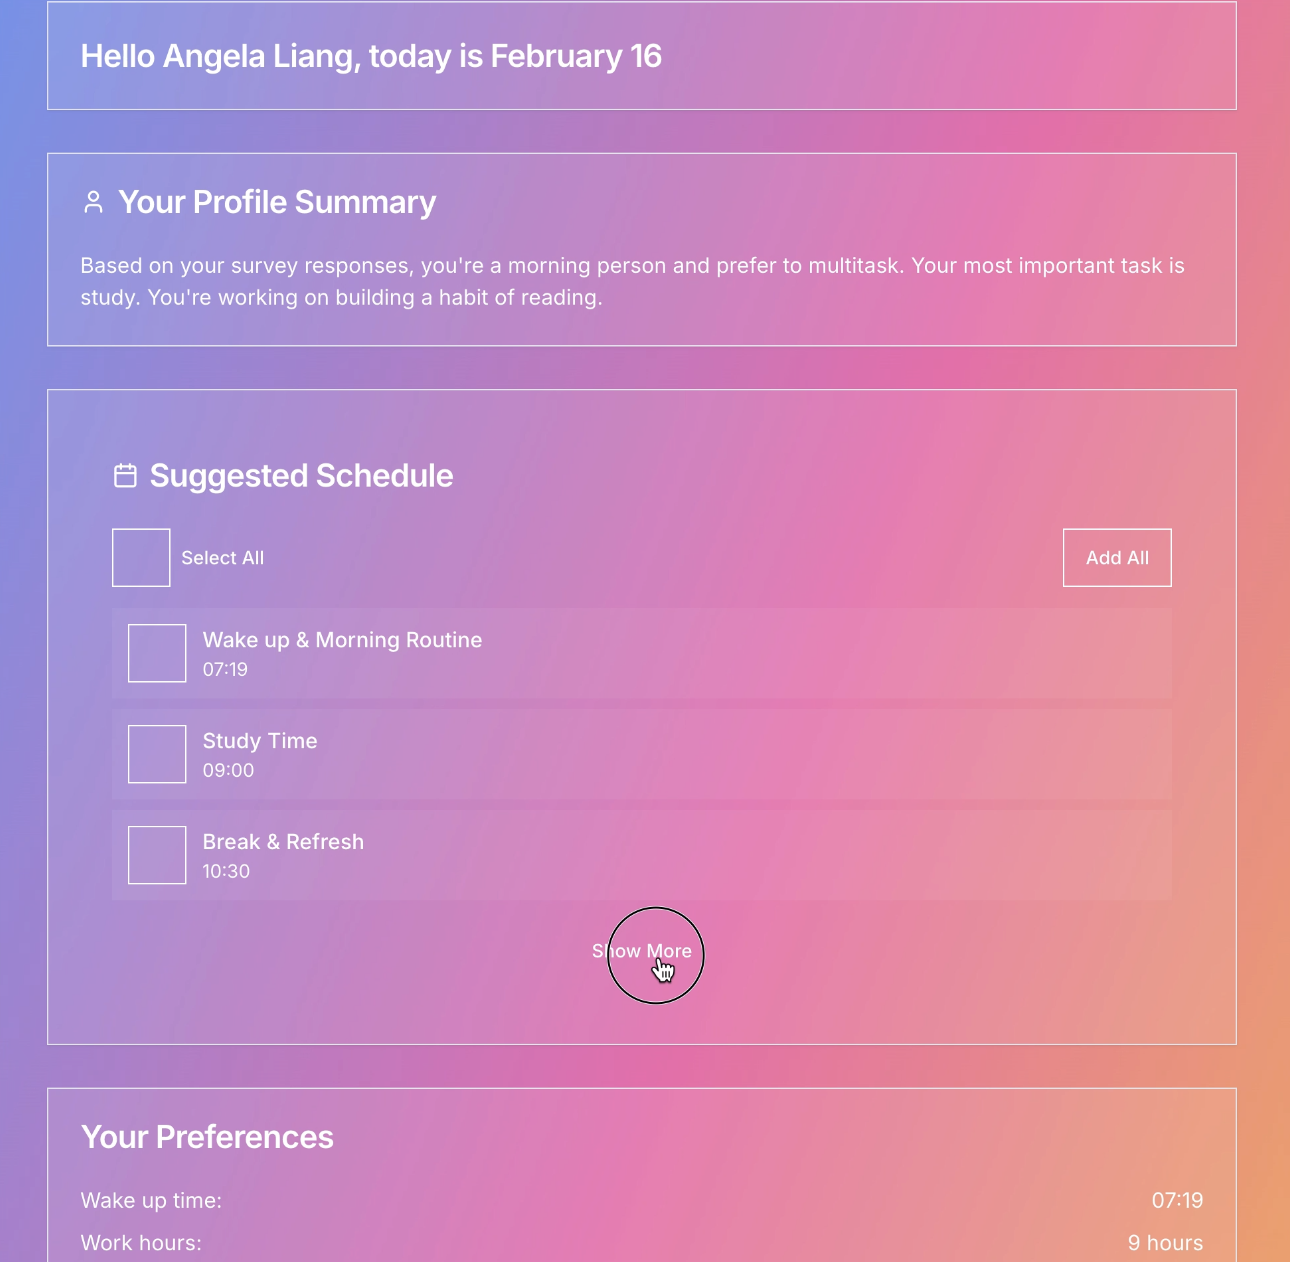 Hello Angela Liang, today is February 16
Your Profile Summary
Based on your survey responses, you're a morning person and prefer to multitask. Your most important task is
study. You're working on building a habit of reading.
Suggested Schedule
Select All
Add All
Wake up & Morning Routine
07:19
Study Time
09:00
Break & Refresh
10:30
Show More
Your Preferences
Wake up time: 07:19
Work hours: 9 hours